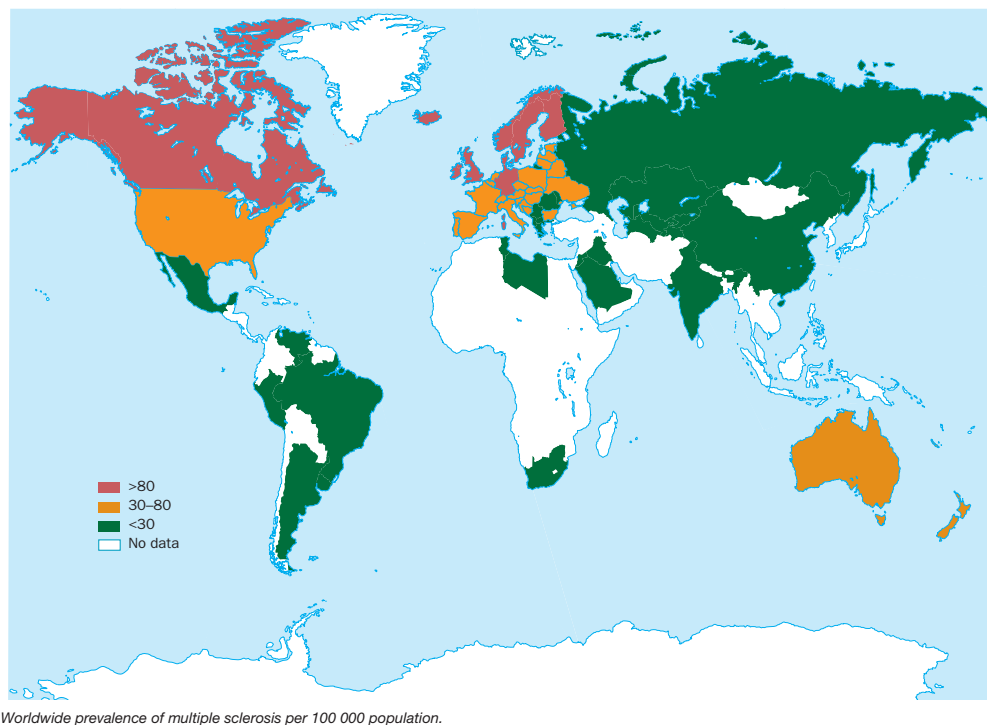 >80
30–80
<30
No data
Worldwide prevalence of multiple sclerosis per 100 000 population.